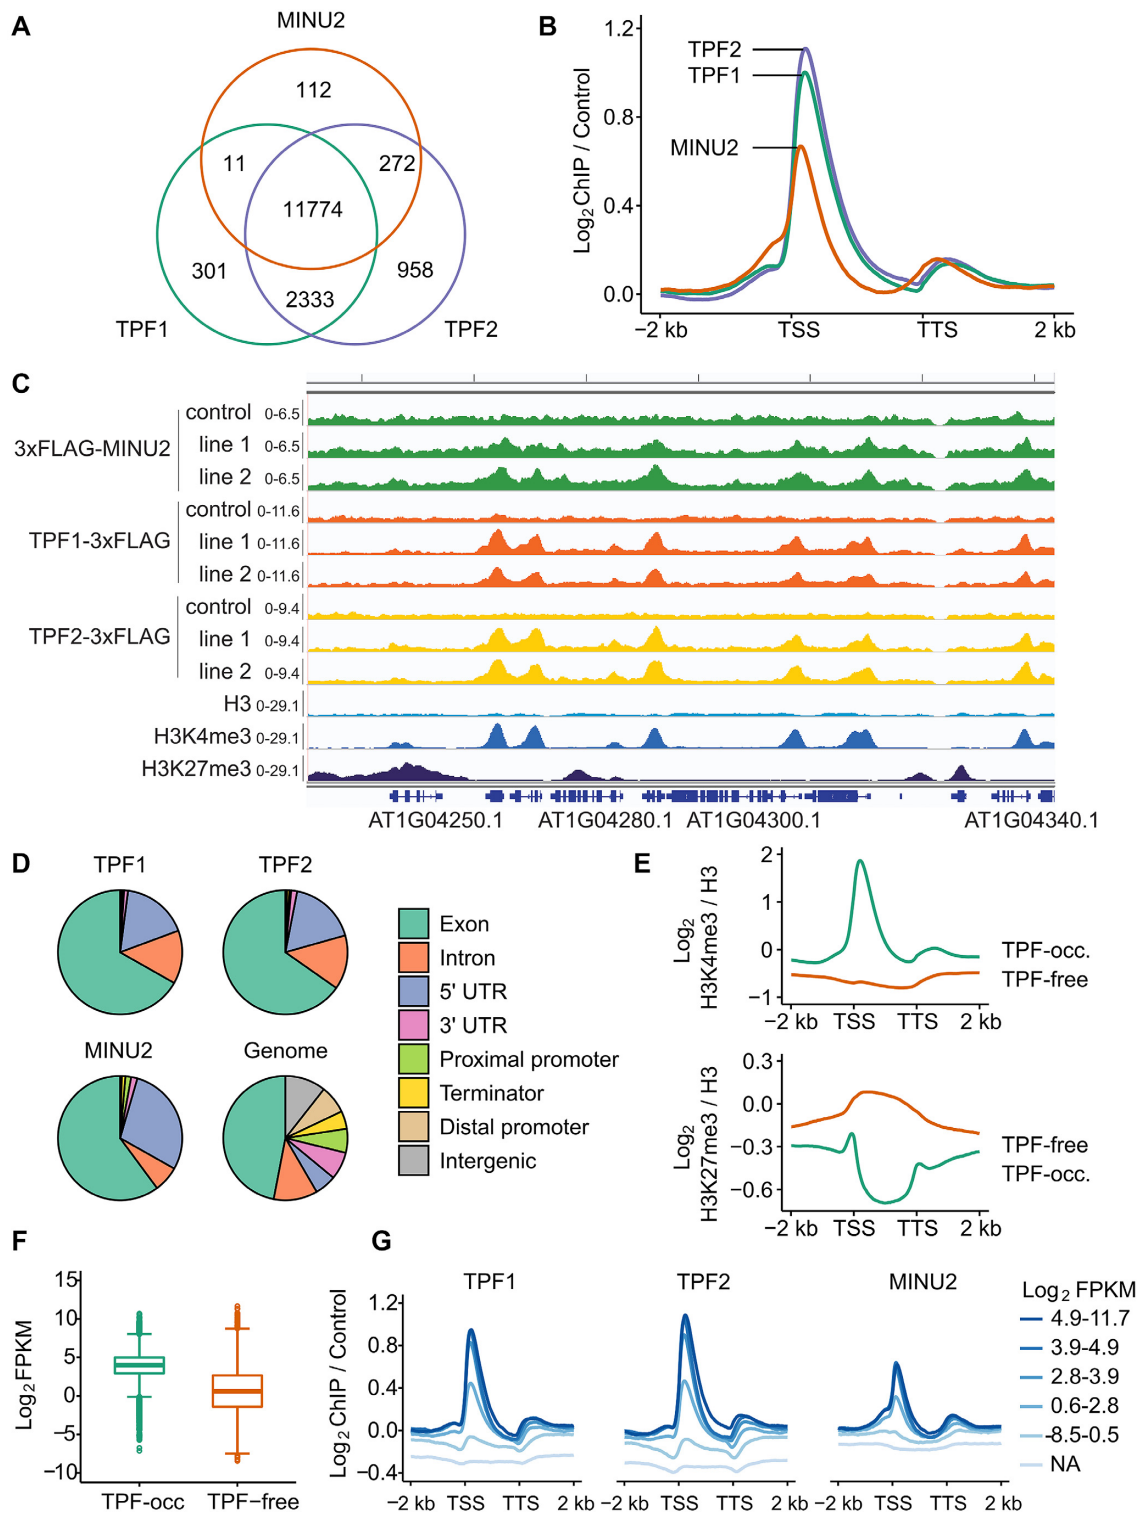 A
MINU2
112
11
272
11774
301
958
2333
TPF1
TPF2
B
Log2ChIP / Control
1.2
0.8
0.4
0.0
TPF2
TPF1
MINU2
−2 kb
TSS
TTS
2 kb
C
3xFLAG-MINU2
control 0-6.5
line 1 0-6.5
line 2 0-6.5
TPF1-3xFLAG
control 0-11.6
line 1 0-11.6
line 2 0-11.6
TPF2-3xFLAG
control 0-9.4
line 1 0-9.4
line 2 0-9.4
H3 0-29.1
H3K4me3 0-29.1
H3K27me3 0-29.1
AT1G04250.1 AT1G04280.1 AT1G04300.1 AT1G04340.1
D
TPF1
TPF2
MINU2
Genome
Exon
Intron
5' UTR
3' UTR
Proximal promoter
Terminator
Distal promoter
Intergenic
E
Log2
H3K4me3 / H3
2
1
0
−1
−2 kb TSS TTS 2 kb
TPF-occ.
TPF-free
Log2
H3K27me3 / H3
0.3
0.0
−0.3
−0.6
−2 kb TSS TTS 2 kb
TPF-free
TPF-occ.
F
Log2 FPKM
15
10
5
0
−5
−10
TPF-occ TPF−free
G
Log2 ChIP / Control
1.2
0.8
0.4
0.0
−0.4
TPF1
−2 kb TSS TTS 2 kb
TPF2
−2 kb TSS TTS 2 kb
MINU2
−2 kb TSS TTS 2 kb
Log2 FPKM
4.9-11.7
3.9-4.9
2.8-3.9
0.6-2.8
-8.5-0.5
NA